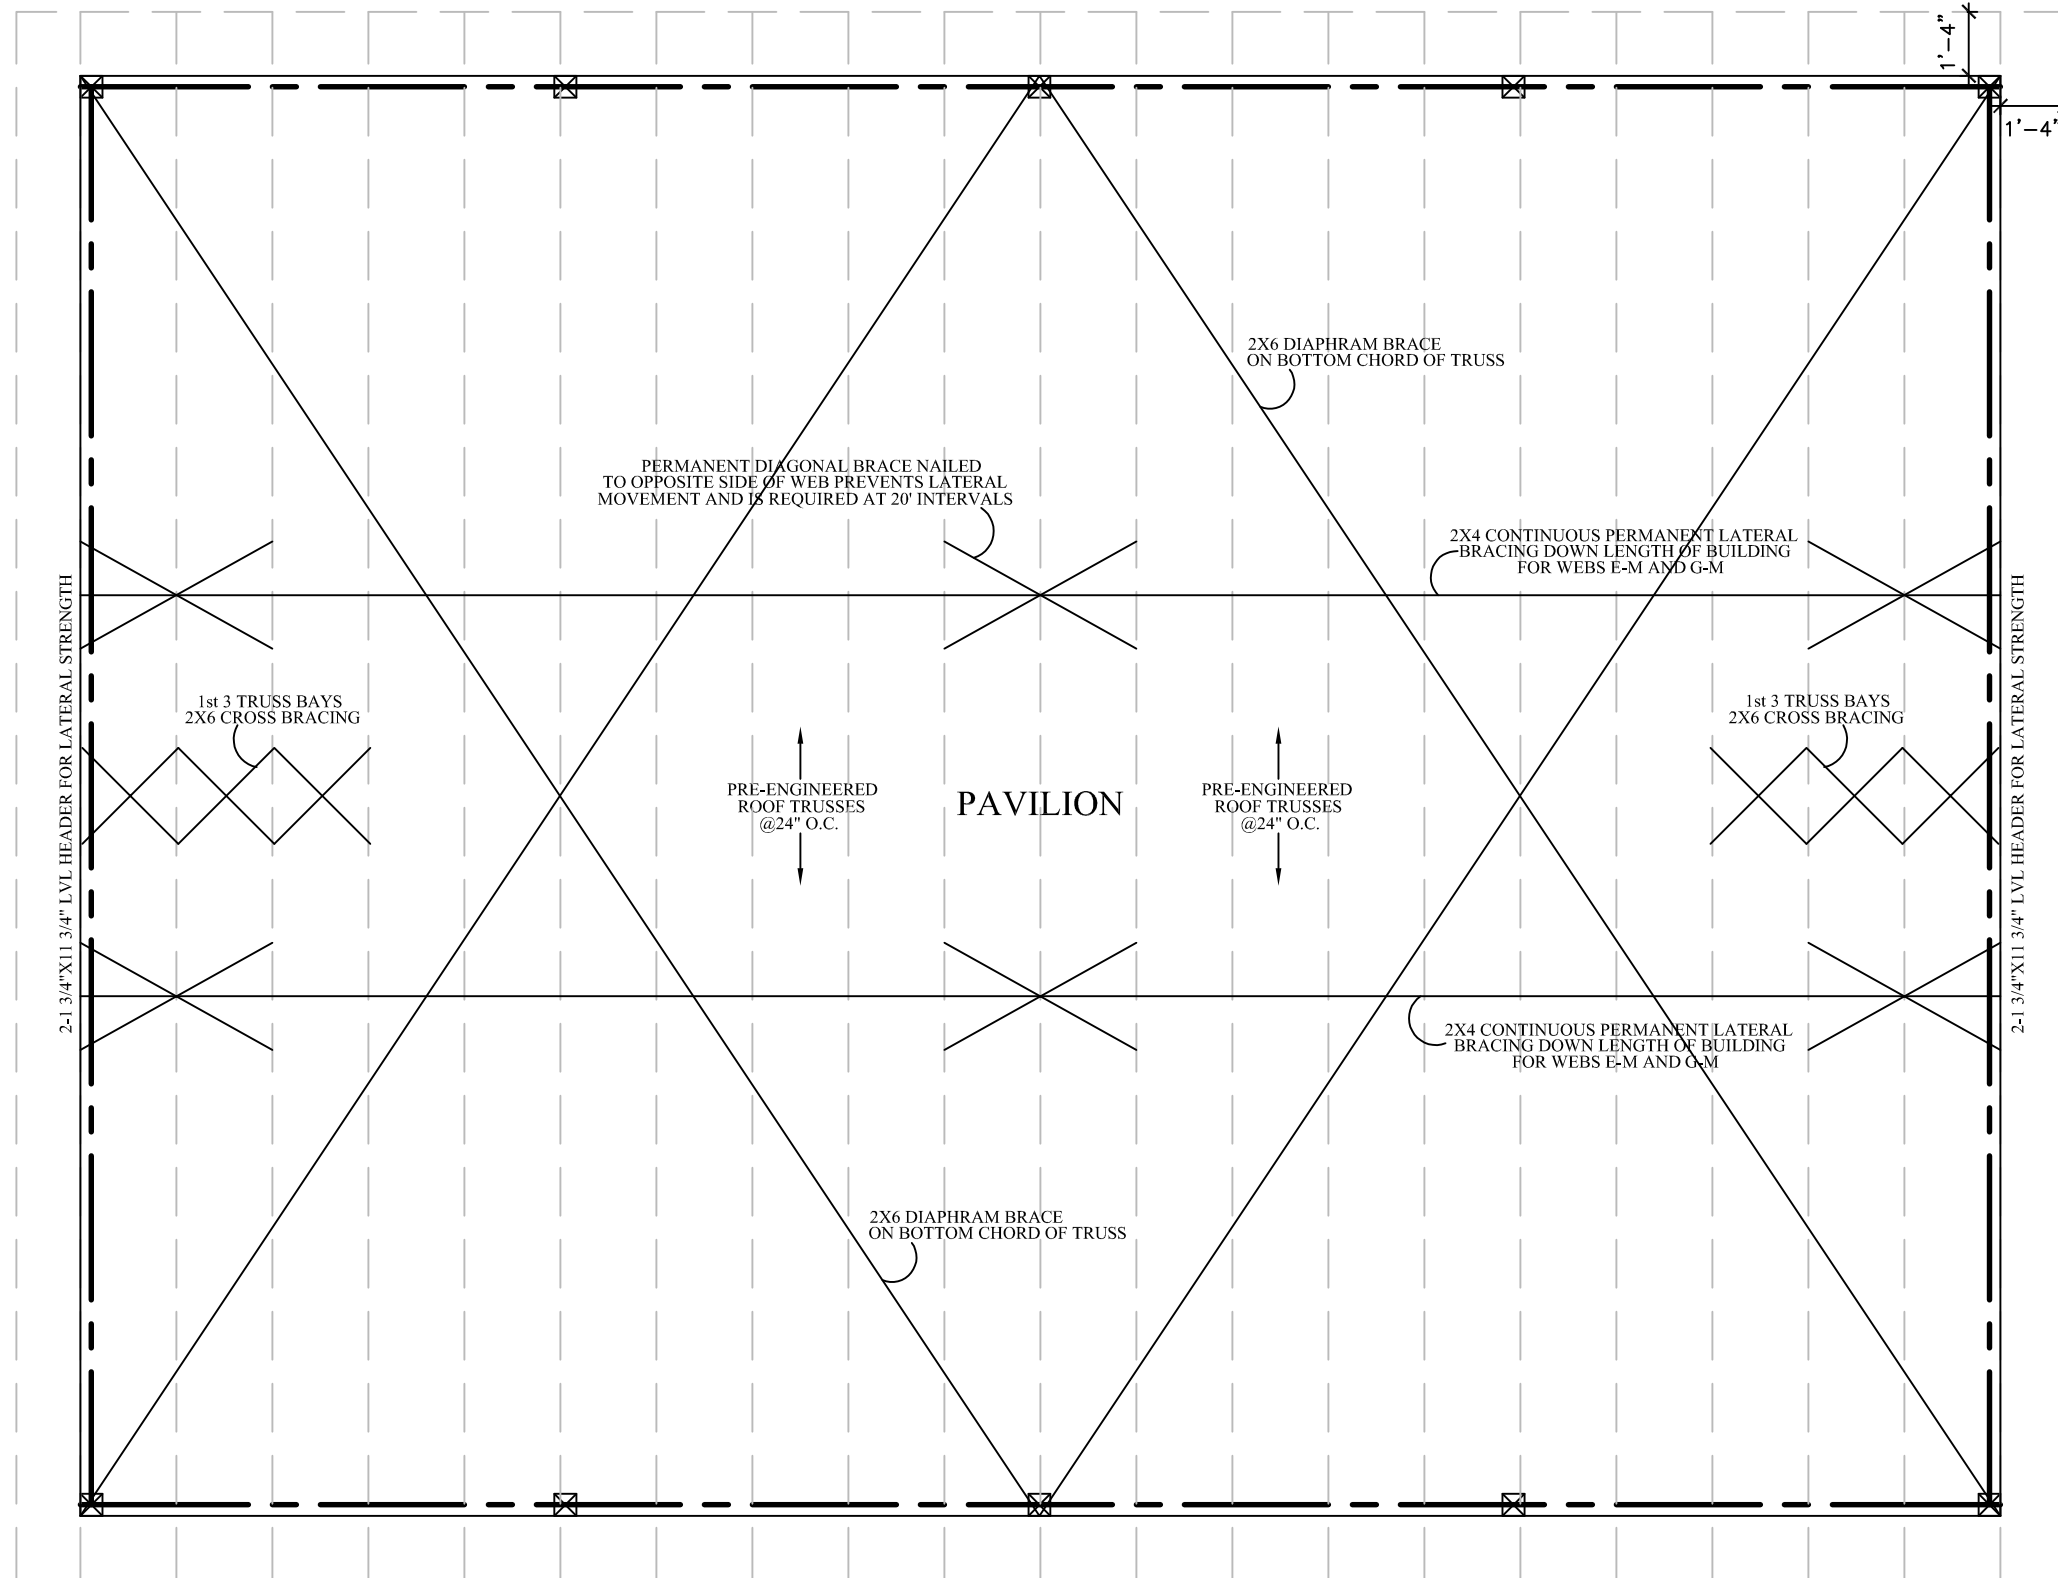 1'-4"
1'-4"
2X6 DIAPHRAM BRACE
ON BOTTOM CHORD OF TRUSS
PERMANENT DIAGONAL BRACE NAILED
TO OPPOSITE SIDE OF WEB PREVENTS LATERAL
MOVEMENT AND IS REQUIRED AT 20' INTERVALS
2X4 CONTINUOUS PERMANENT LATERAL
BRACING DOWN LENGTH OF BUILDING
FOR WEBS E-M AND G-M
2-1 3/4"X11 3/4" LVL HEADER FOR LATERAL STRENGTH
1st 3 TRUSS BAYS
2X6 CROSS BRACING
PRE-ENGINEERED
ROOF TRUSSES
@24" O.C.
PAVILION
PRE-ENGINEERED
ROOF TRUSSES
@24" O.C.
1st 3 TRUSS BAYS
2X6 CROSS BRACING
2-1 3/4"X11 3/4" LVL HEADER FOR LATERAL STRENGTH
2X4 CONTINUOUS PERMANENT LATERAL
BRACING DOWN LENGTH OF BUILDING
FOR WEBS E-M AND G-M
2X6 DIAPHRAM BRACE
ON BOTTOM CHORD OF TRUSS